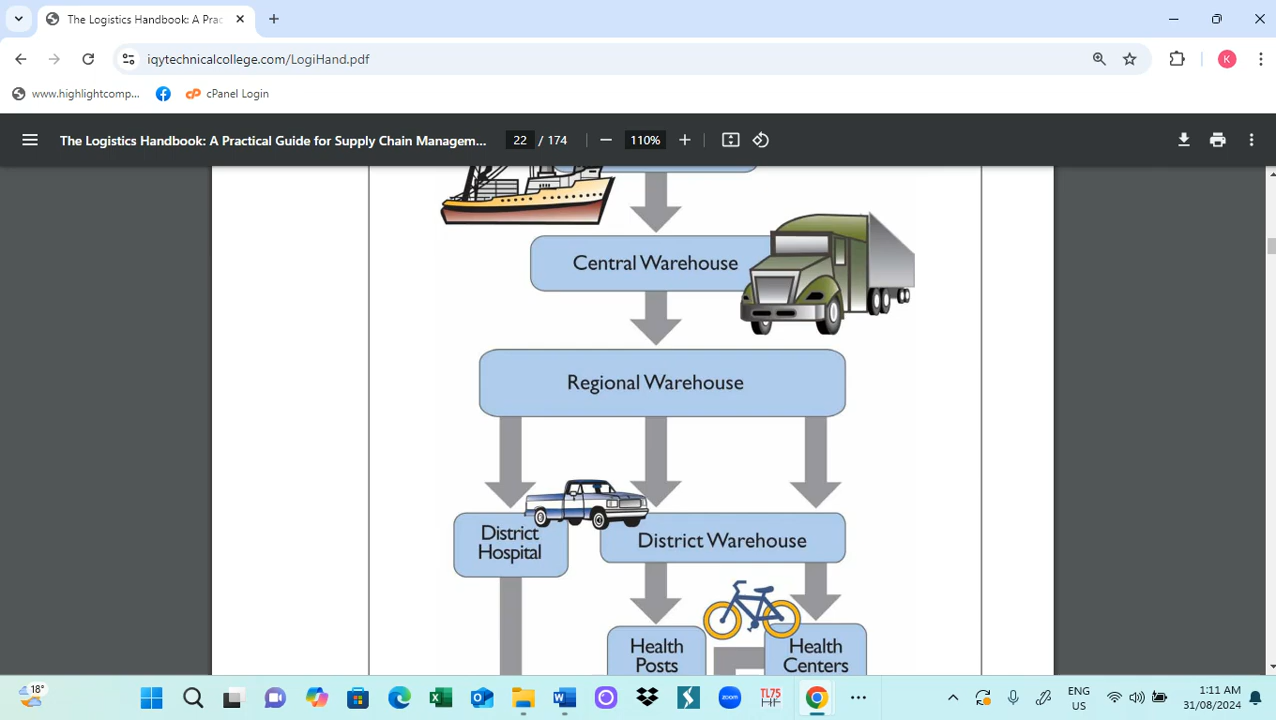 The Logistics Handbook: A Prac
iqytechnicalcollege.com/LogiHand.pdf
K
www.highlightcomp...
cPanel Login
The Logistics Handbook: A Practical Guide for Supply Chain Managem...
22 / 174
110%
Central Warehouse
Regional Warehouse
District
Hospital
District Warehouse
Health
Posts
Health
Centers
18°
zoom
TL75
ENG
US
1:11 AM
31/08/2024